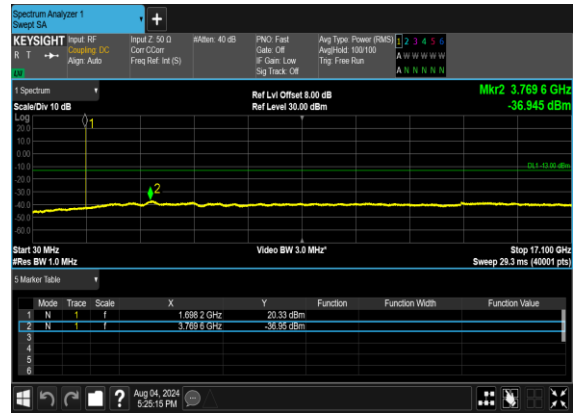 Spectrum Analyzer 1
Swept SA
+
KEYSIGHT Input: RF Input Z: 50 Ω #Atten: 40 dB PNO: Fast Avg Type: Power (RMS) 1 2 3 4 5 6
R T Coupling: DC Corr CCorr Gate: Off Avg|Hold: 100/100 A W W W W W
Align: Auto Freq Ref: Int (S) IF Gain: Low Trig: Free Run
Sig Track: Off A N N N N N
1 Spectrum Ref Lvl Offset 8.00 dB Mkr2 3.769 6 GHz
Scale/Div 10 dB Ref Level 30.00 dBm -36.945 dBm
Log
20.0
10.0
0.00
-10.0
-20.0
-30.0
-40.0
-50.0
-60.0
1
DL1 -13.00 dBm
2
Start 30 MHz Video BW 3.0 MHz* Stop 17.100 GHz
#Res BW 1.0 MHz Sweep 29.3 ms (40001 pts)
5 Marker Table
Mode Trace Scale X Y Function Function Width Function Value
1 N 1 f 1.698 2 GHz 20.33 dBm
2 N 1 f 3.769 6 GHz -36.95 dBm
3
4
5
6
? Aug 04, 2024
5:25:15 PM